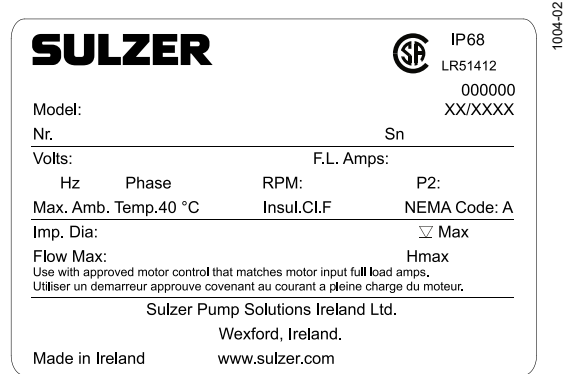 SULZER
SA
IP68
LR51412
000000
Model: XX/XXXX
Nr. Sn
Volts: F.L. Amps:
Hz Phase RPM: P2:
Max. Amb. Temp.40 °C Insul.Cl.F NEMA Code: A
Imp. Dia: ▽ Max
Flow Max: Hmax
Use with approved motor control that matches motor input full load amps.
Utiliser un demarreur approuve covenant au courant a pleine charge du moteur.
Sulzer Pump Solutions Ireland Ltd.
Wexford, Ireland.
Made in Ireland www.sulzer.com
1004-02